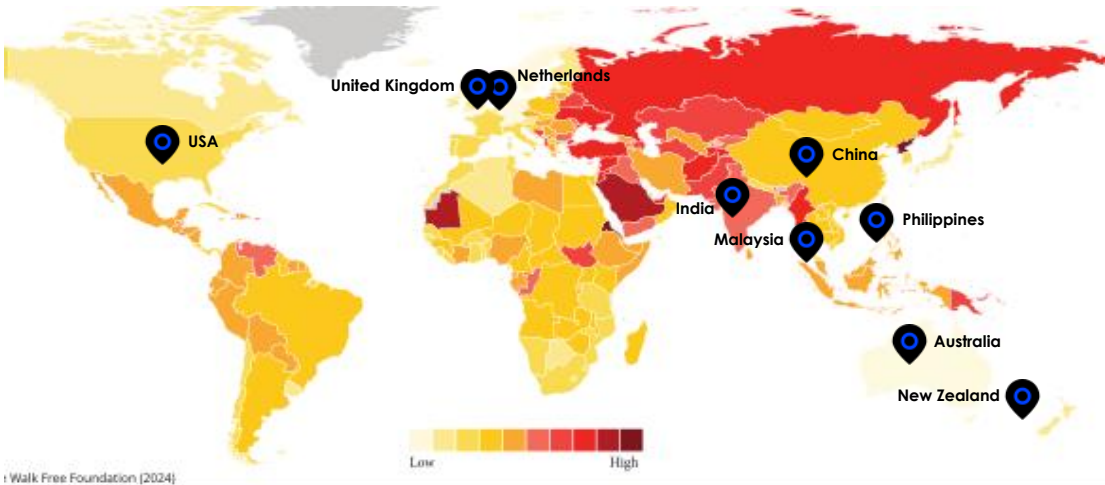 United Kingdom
Netherlands
USA
China
India
Philippines
Malaysia
Australia
New Zealand
Low
High
Walk Free Foundation (2024)